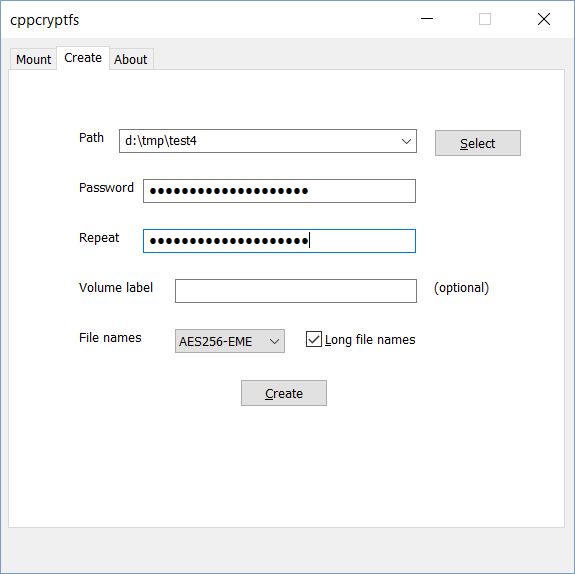 cppcryptfs
Mount Create About
Path d:\tmp\test4 Select
Password ●●●●●●●●●●●●●●●●●●●●
Repeat ●●●●●●●●●●●●●●●●●●●●
Volume label (optional)
File names AES256-EME Long file names
Create